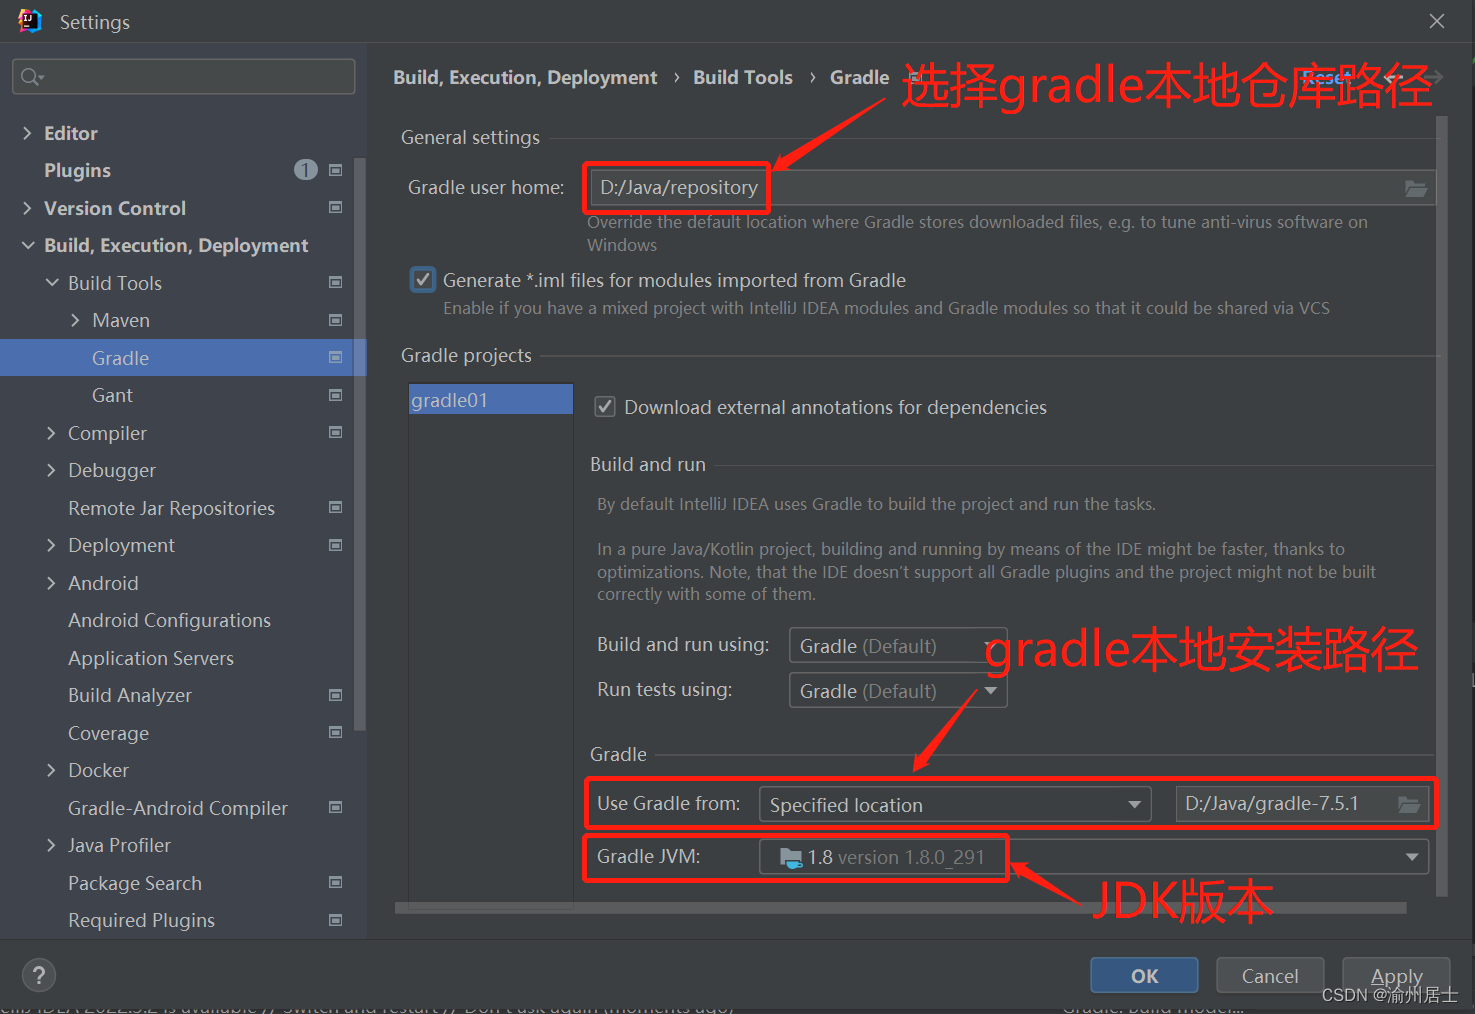 Settings
Build, Execution, Deployment › Build Tools › Gradle
Reset
选择gradle本地仓库路径
Editor
Plugins 1
Version Control
Build, Execution, Deployment
Build Tools
Maven
Gradle
Gant
Compiler
Debugger
Remote Jar Repositories
Deployment
Android
Android Configurations
Application Servers
Build Analyzer
Coverage
Docker
Gradle-Android Compiler
Java Profiler
Package Search
Required Plugins
General settings
Gradle user home: D:/Java/repository
Override the default location where Gradle stores downloaded files, e.g. to tune anti-virus software on
Windows
Generate *.iml files for modules imported from Gradle
Enable if you have a mixed project with IntelliJ IDEA modules and Gradle modules so that it could be shared via VCS
Gradle projects
gradle01
Download external annotations for dependencies
Build and run
By default IntelliJ IDEA uses Gradle to build the project and run the tasks.
In a pure Java/Kotlin project, building and running by means of the IDE might be faster, thanks to
optimizations. Note, that the IDE doesn't support all Gradle plugins and the project might not be built
correctly with some of them.
Build and run using: Gradle (Default)
gradle本地安装路径
Run tests using: Gradle (Default)
Gradle
Use Gradle from: Specified location D:/Java/gradle-7.5.1
Gradle JVM: 1.8 version 1.8.0_291
JDK版本
? OK Cancel Apply
CSDN @渝州居士